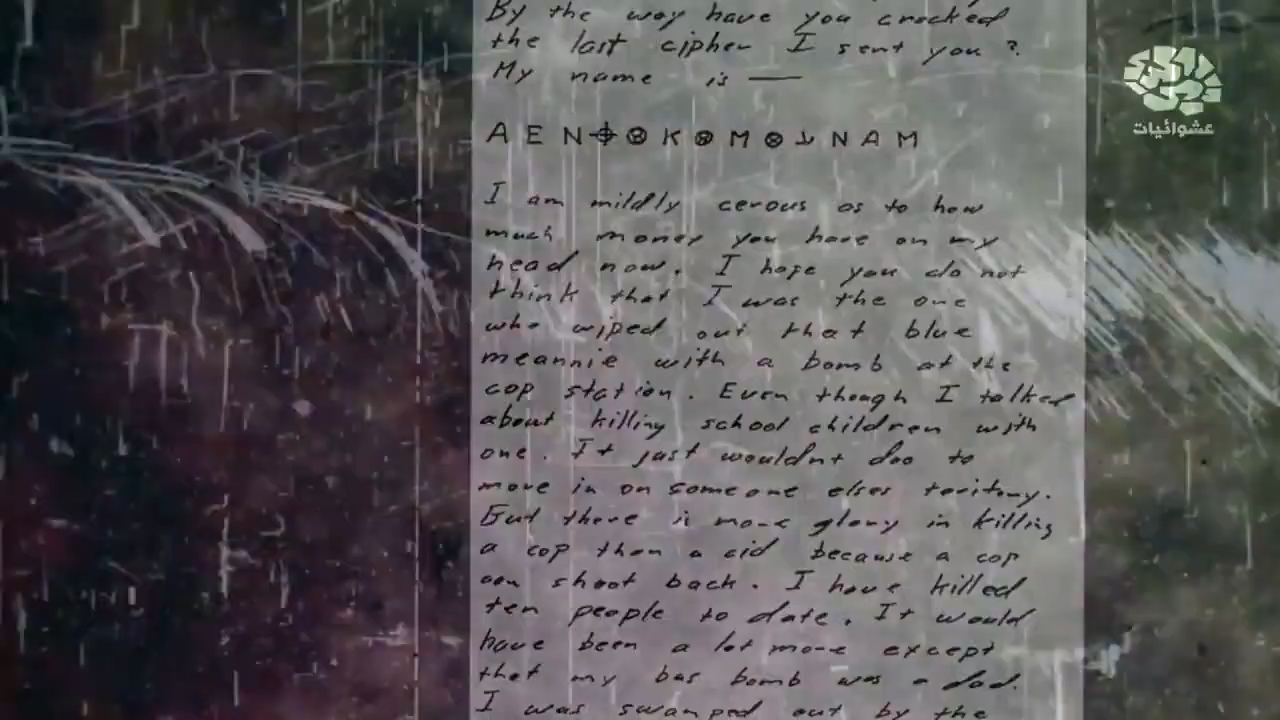 By the way have you cracked
the last cipher I sent you ?
My name is —
A E N ⌖ ⊗ K ⊗ M ⊗ ⅄ N A M
I am mildly cerous as to how
much money you have on my
head now. I hope you do not
think that I was the one
who wiped out that blue
meannie with a bomb at the
cop station. Even though I talked
about killing school children with
one. It just wouldnt doo to
move in on someone elses teritory.
But there is more glory in killing
a cop than a cid because a cop
can shoot back. I have killed
ten people to date. It would
have been a lot more except
that my bus bomb was a dud.
I was swamped out by the
عشوائيات